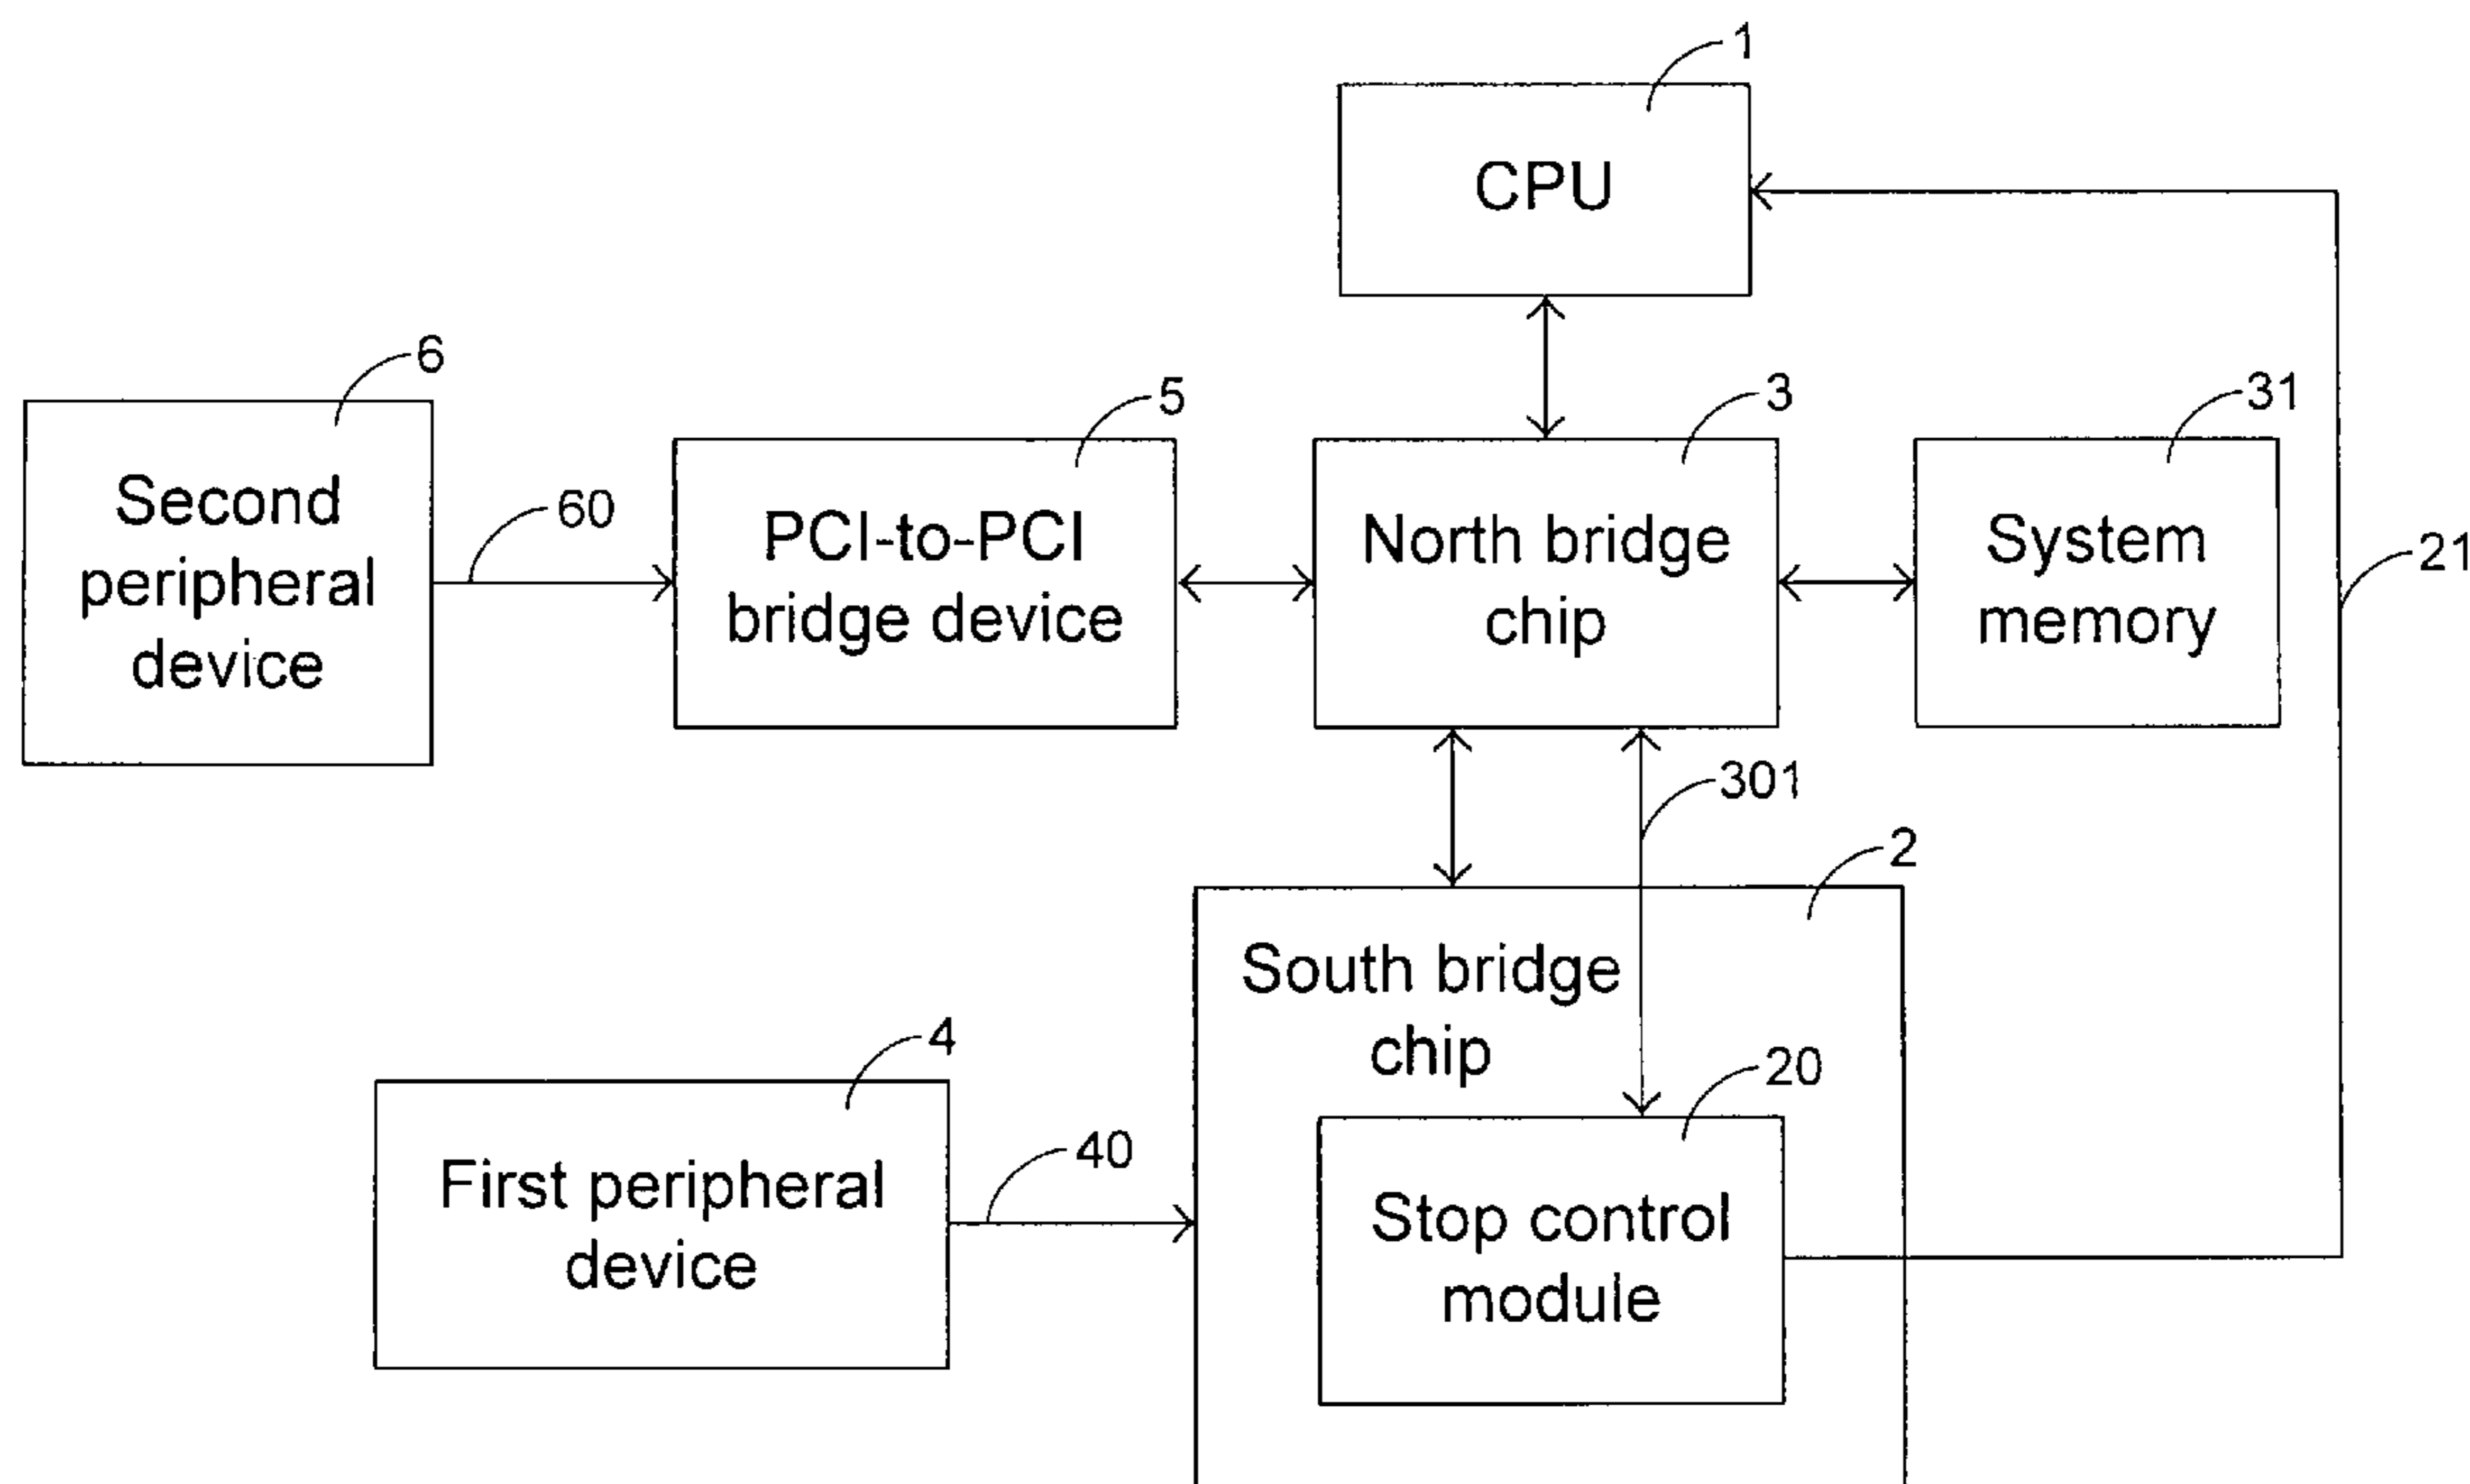 1
CPU
6
Second
peripheral
device
60
5
PCI-to-PCI
bridge device
3
North bridge
chip
31
System
memory
21
301
2
South bridge
chip
4
First peripheral
device
40
20
Stop control
module